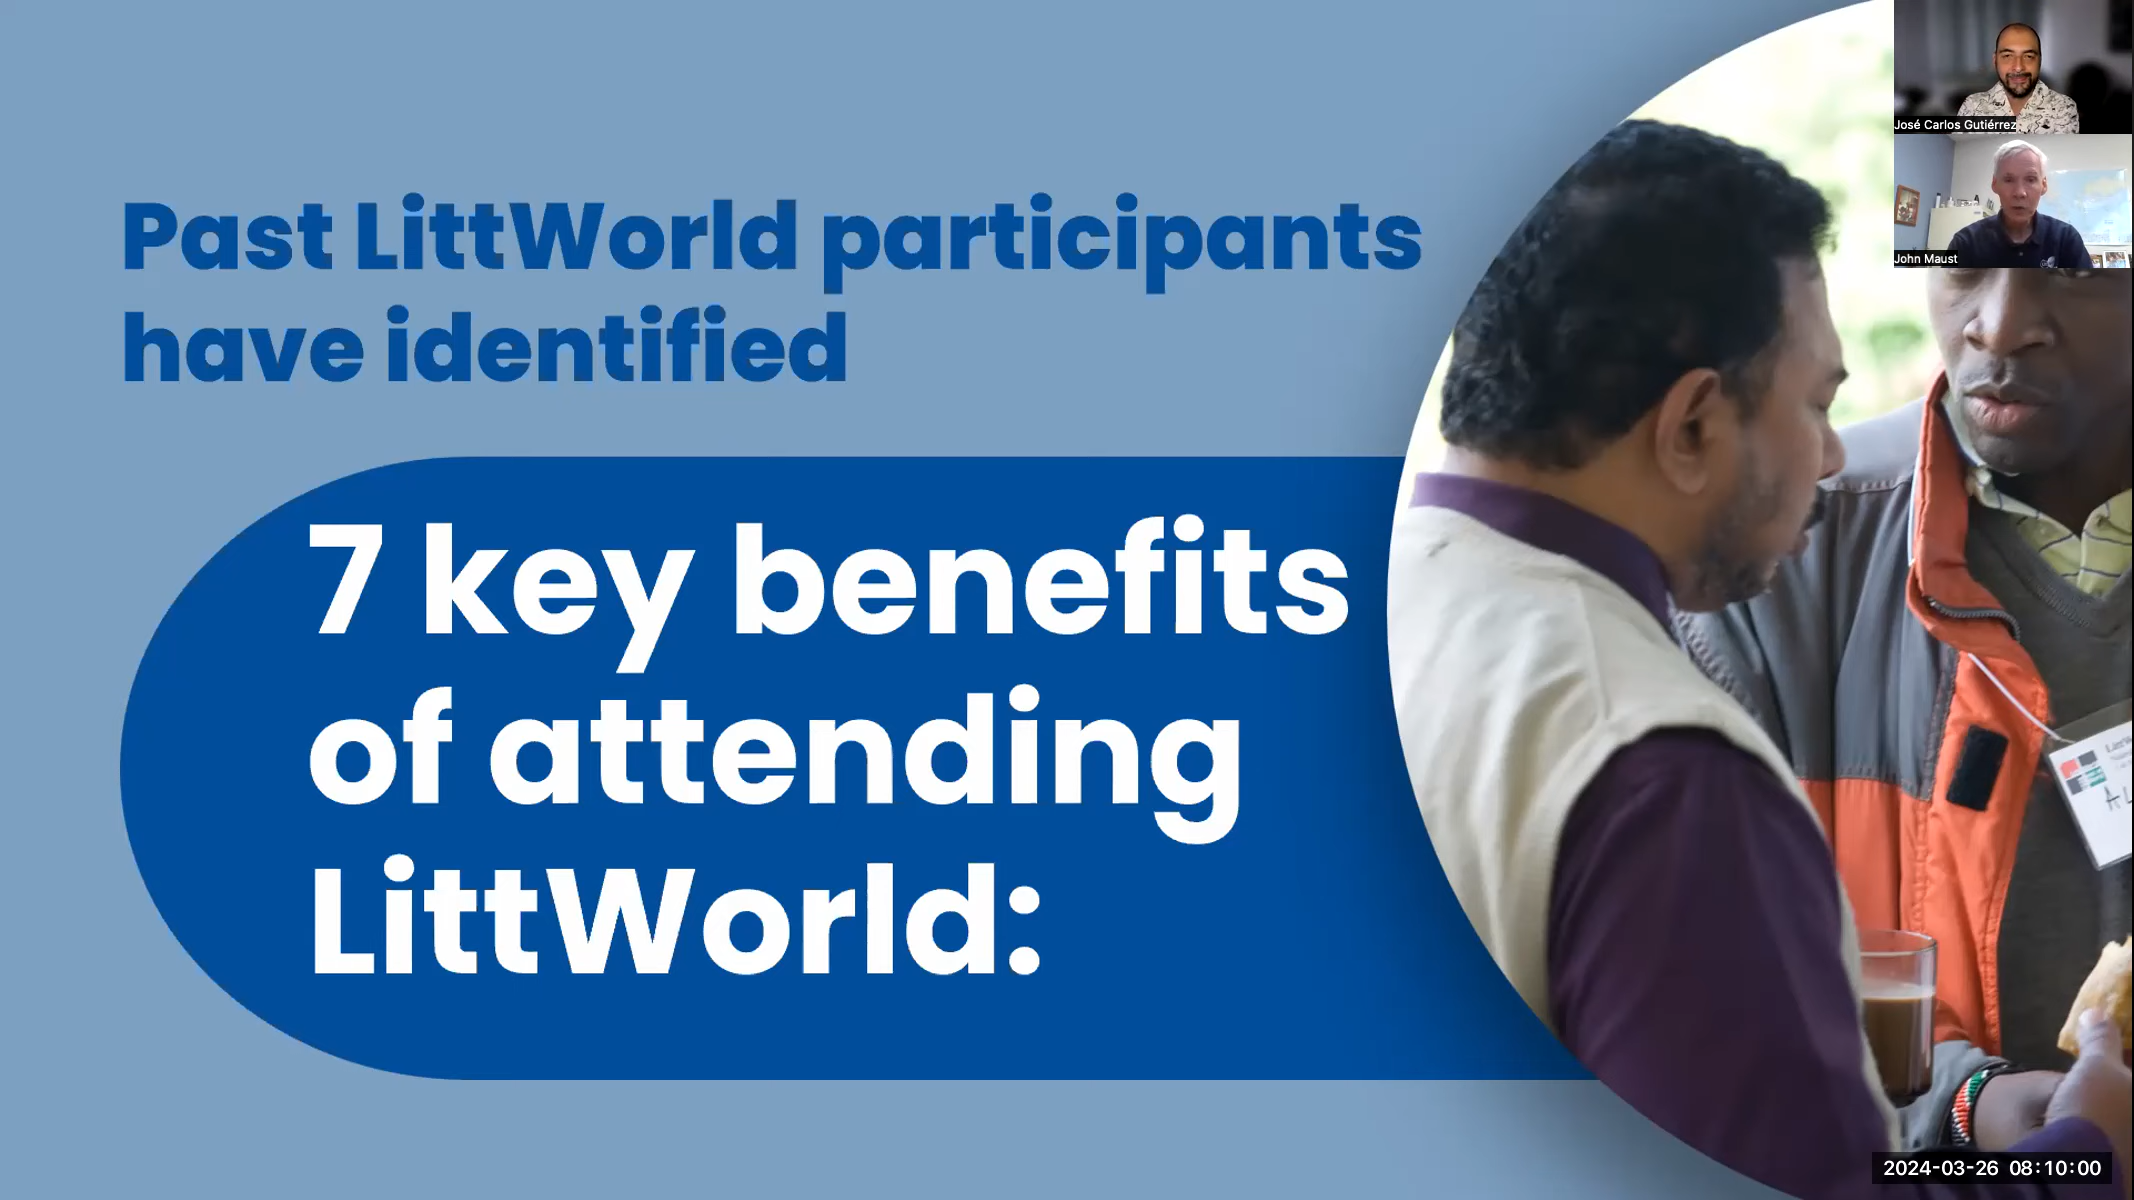 Past LittWorld participants
have identified
7 key benefits
of attending
LittWorld:
José Carlos Gutiérrez
John Maust
2024-03-26 08:10:00